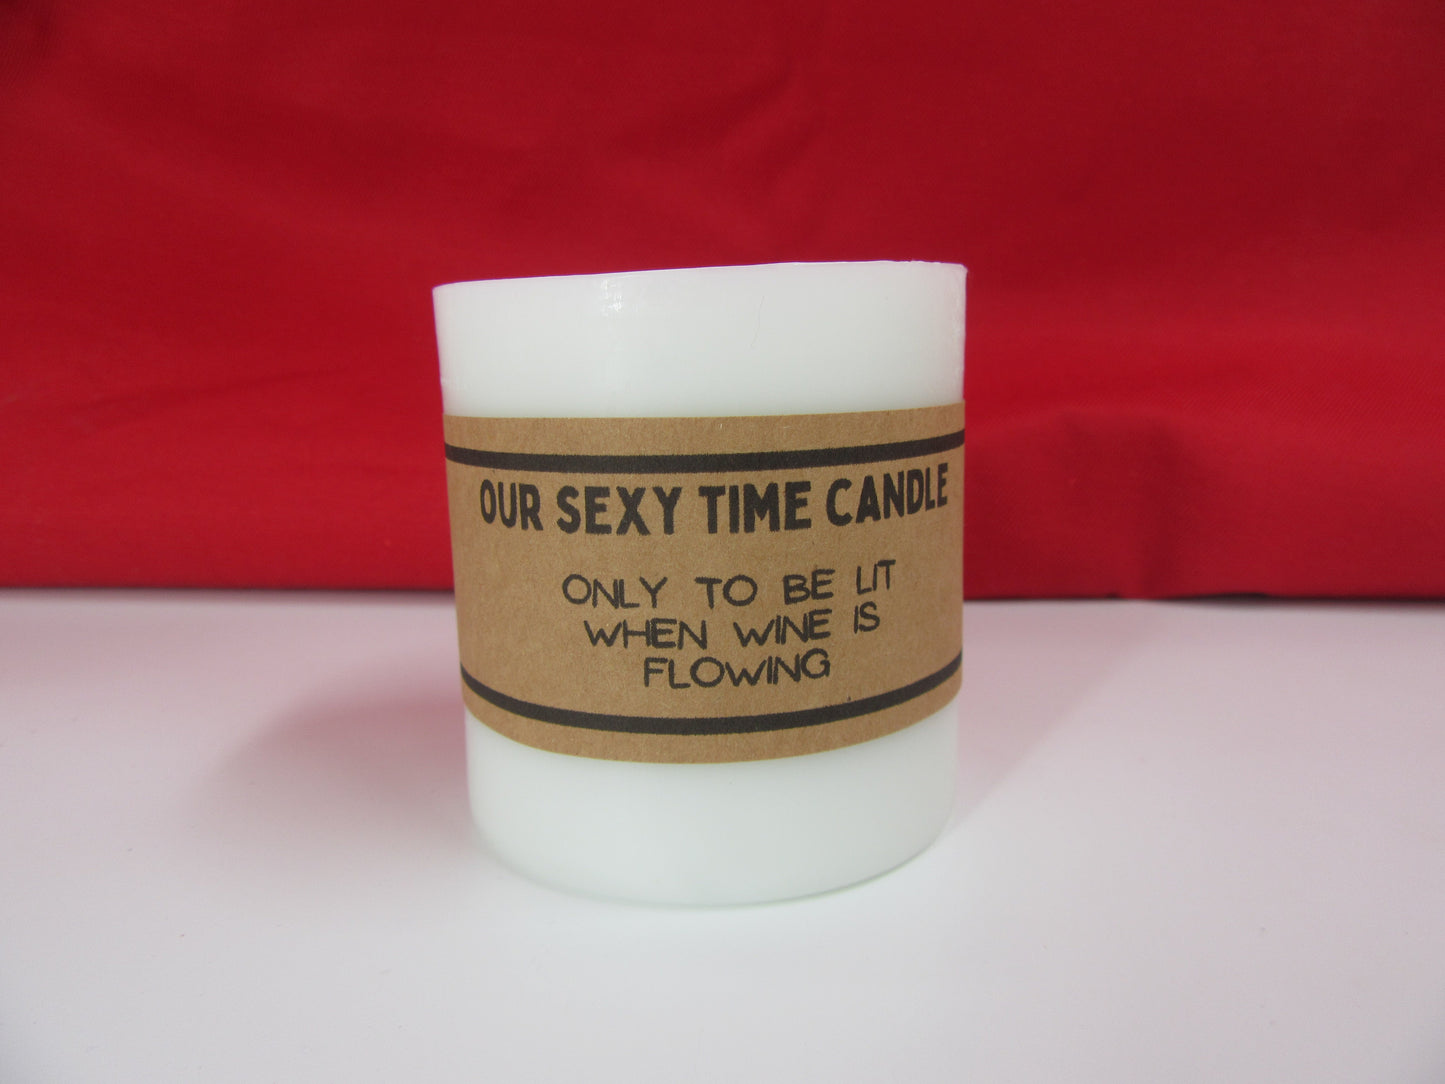 OUR SEXY TIME CANDLE
ONLY TO BE LIT
WHEN WINE IS
FLOWING